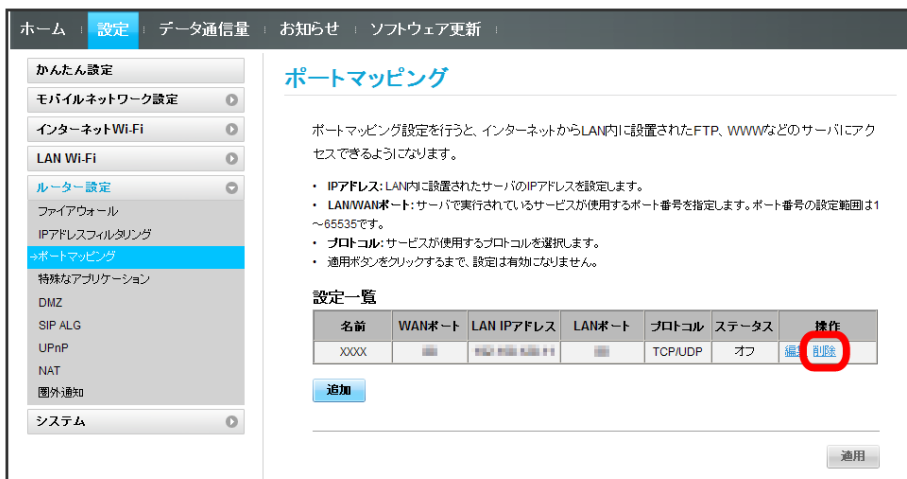 ホーム 設定 データ通信量 お知らせ ソフトウェア更新
かんたん設定
モバイルネットワーク設定
インターネットWi-Fi
LAN Wi-Fi
ルーター設定
ファイアウォール
IPアドレスフィルタリング
→ポートマッピング
特殊なアプリケーション
DMZ
SIP ALG
UPnP
NAT
圏外通知
システム
ポートマッピング
ポートマッピング設定を行うと、インターネットからLAN内に設置されたFTP、WWWなどのサーバにアク
セスできるようになります。
・ IPアドレス: LAN内に設置されたサーバのIPアドレスを設定します。
・ LAN/WANポート: サーバで実行されているサービスが使用するポート番号を指定します。ポート番号の設定範囲は1
～65535です。
・ プロトコル: サービスが使用するプロトコルを選択します。
・ 適用ボタンをクリックするまで、設定は有効になりません。
設定一覧
名前 WANポート LAN IPアドレス LANポート プロトコル ステータス 操作
XXXX TCP/UDP オフ 編集 削除
追加
適用